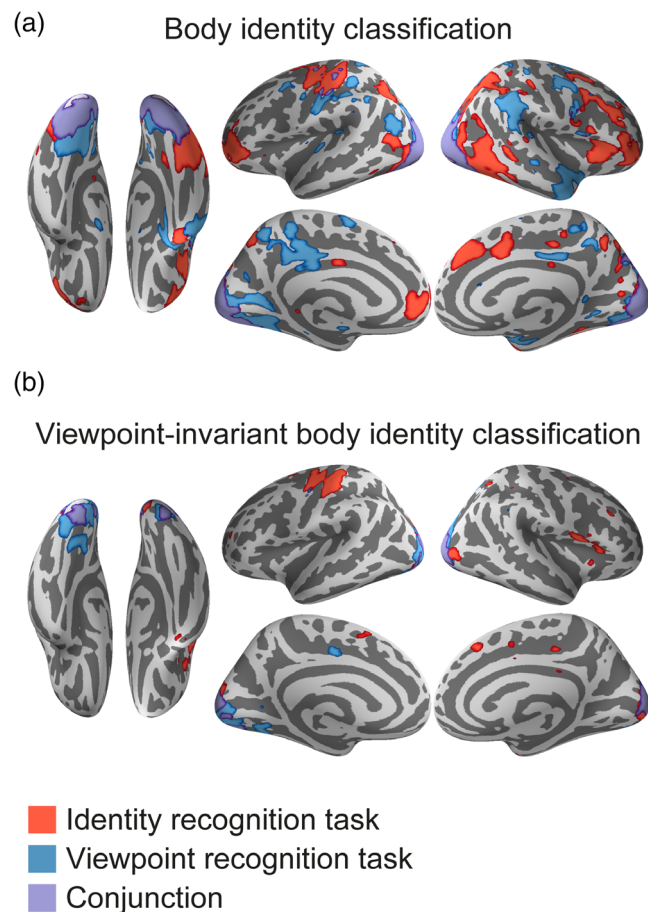 (a)
Body identity classification
(b)
Viewpoint-invariant body identity classification
Identity recognition task
Viewpoint recognition task
Conjunction